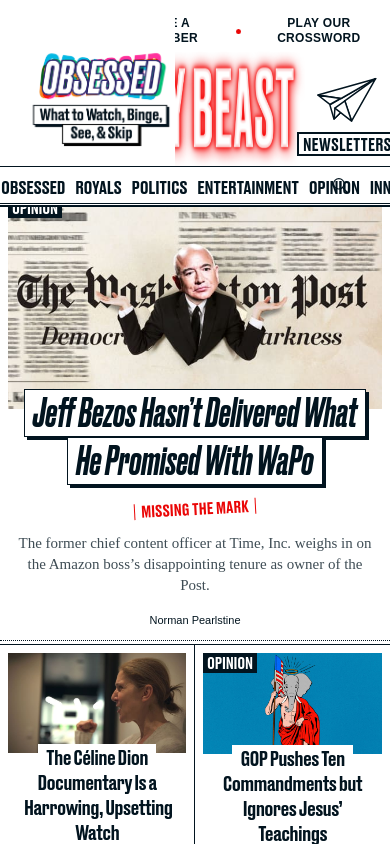 E A
BER
PLAY OUR
CROSSWORD
OBSESSED
What to Watch, Binge,
See, & Skip
Y BEAST
NEWSLETTERS
OBSESSED ROYALS POLITICS ENTERTAINMENT OPINION INN
OPINION
IN THE NEWS
The Wash on Post
Democr arkness
Jeff Bezos Hasn’t Delivered What
He Promised With WaPo
MISSING THE MARK
The former chief content officer at Time, Inc. weighs in on
the Amazon boss’s disappointing tenure as owner of the
Post.
Norman Pearlstine
The Céline Dion
Documentary Is a
Harrowing, Upsetting
Watch
OPINION
GOP Pushes Ten
Commandments but
Ignores Jesus’
Teachings